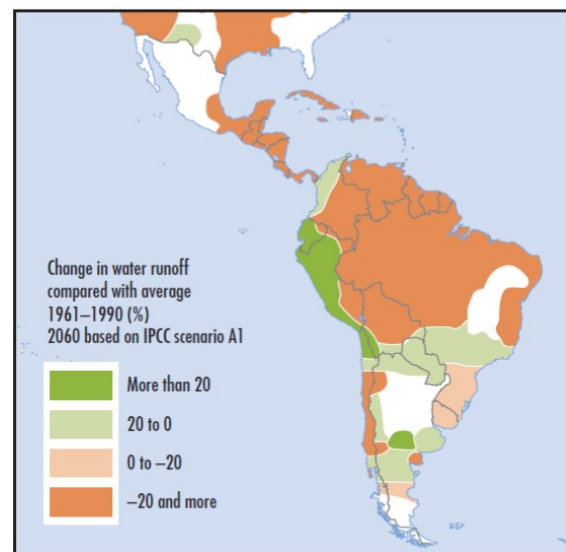 Change in water runoff
compared with average
1961–1990 (%)
2060 based on IPCC scenario A1
More than 20
20 to 0
0 to –20
–20 and more